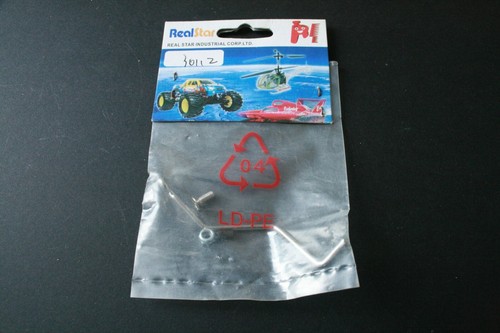 RealStar
REAL STAR INDUSTRIAL CORP.LTD.
30112
04
LD-PE